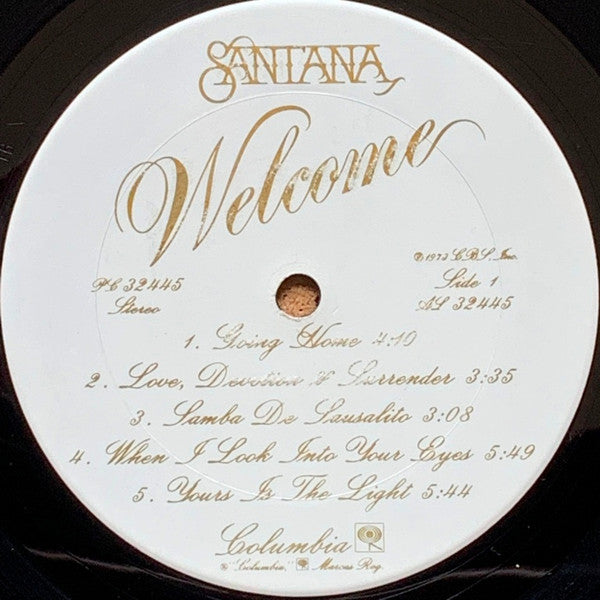 SANTANA
Welcome
℗ 1973 CBS, Inc.
PC 32445
Side 1
Stereo
AL 32445
1. Going Home 4:10
2. Love, Devotion & Surrender 3:35
3. Samba De Sausalito 3:08
4. When I Look Into Your Eyes 5:49
5. Yours Is The Light 5:44
Columbia
® "Columbia," Marcas Reg.